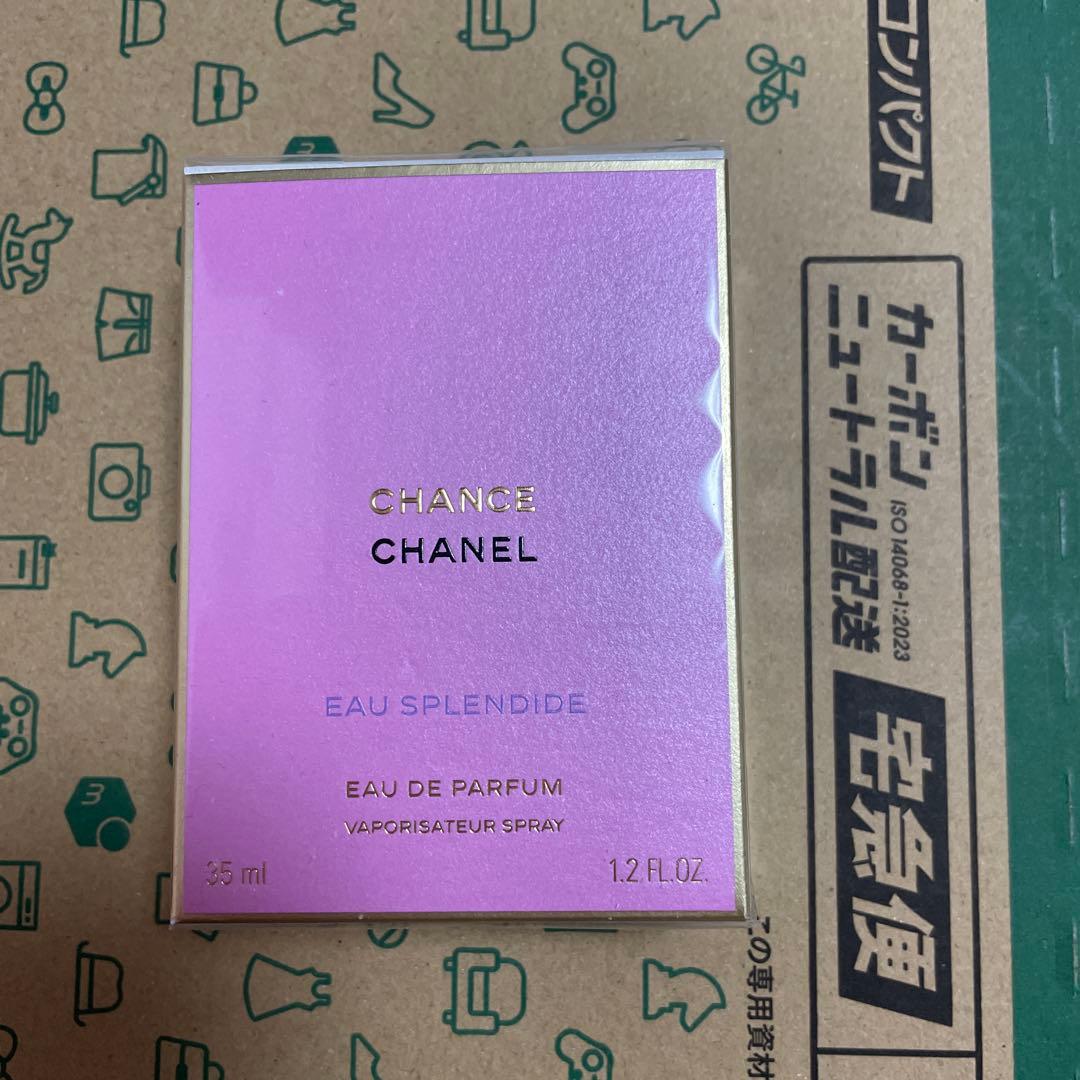 CHANCE
CHANEL
EAU SPLENDIDE
EAU DE PARFUM
VAPORISATEUR SPRAY
35 ml
1.2 FL.OZ.
コンパクト
カーボン
ニュートラル配送
ISO 14068-1:2023
宅急便
この専用資材